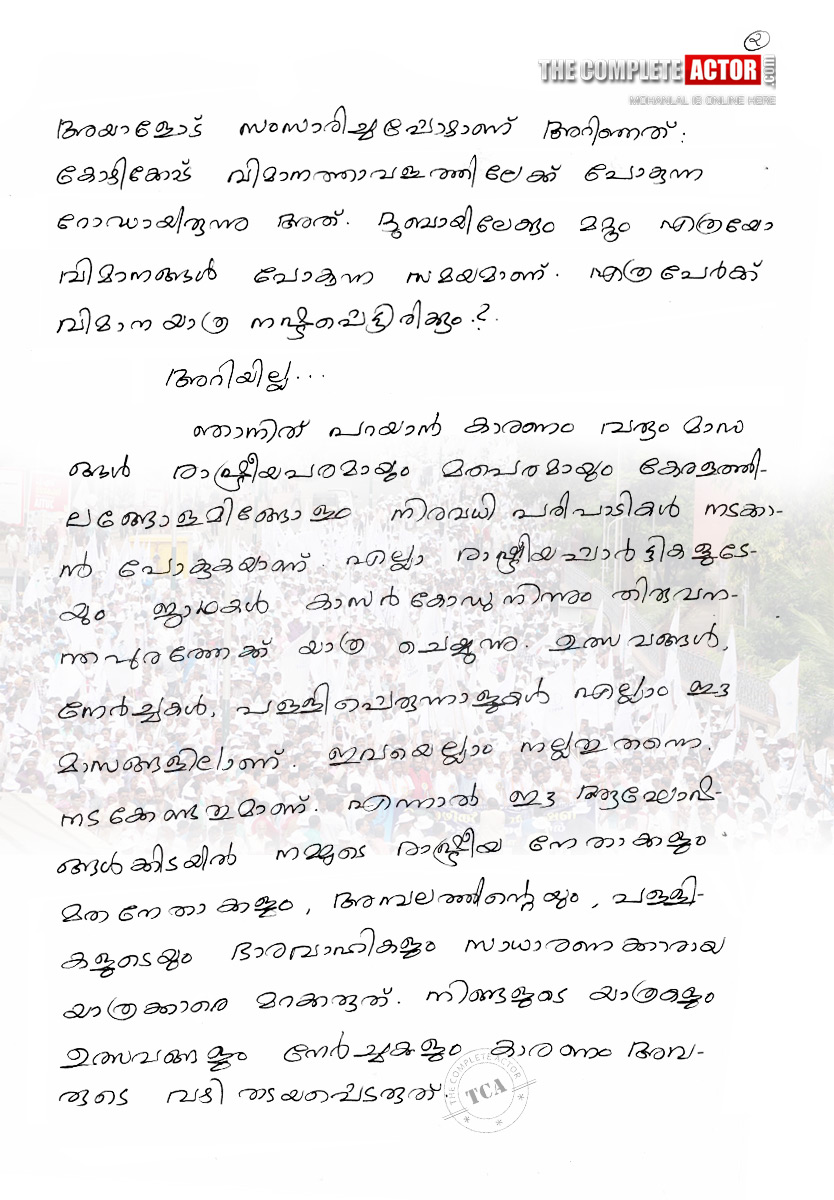 ൨
THE COMPLETE ACTOR .com
MOHANLAL IS ONLINE HERE
അയാളോട് സംസാരിച്ചപ്പോഴാണ് അറിഞ്ഞത് :
കോഴിക്കോട് വിമാനത്താവളത്തിലേക്ക് പോകുന്ന
റോഡായിരുന്നു അത്. ദുബായിലേക്കും മറ്റും എത്രയോ
വിമാനങ്ങൾ പോകുന്ന സമയമാണ്. എത്രപേർക്ക്
വിമാനയാത്ര നഷ്ടപ്പെട്ടിരിക്കും.?.
അറിയില്ല...
ഞാനിത് പറയാൻ കാരണം വരും മാസ
ങ്ങൾ രാഷ്ട്രീയപരമായും മതപരമായും കേരളത്തി-
ലങ്ങോളമിങ്ങോളം നിരവധി പരിപാടികൾ നടക്കാ-
ൻ പോകുകയാണ്. എല്ലാ രാഷ്ട്രീയപാർട്ടികളുടേ-
യും ജാഥകൾ കാസർകോഡുനിന്നും തിരുവന-
ന്തപുരത്തേക്ക് യാത്ര ചെയ്യുന്നു. ഉത്സവങ്ങൾ,
നേർച്ചകൾ, പള്ളിപ്പെരുന്നാളുകൾ എല്ലാം ഈ
മാസങ്ങളിലാണ്. ഇവയെല്ലാം നല്ലതുതന്നെ.
നടക്കേണ്ടതുമാണ്. എന്നാൽ ഈ ആഘോഷ-
ങ്ങൾക്കിടയിൽ നമ്മുടെ രാഷ്ട്രീയ നേതാക്കളും
മതനേതാക്കളും, അമ്പലത്തിന്റെയും, പള്ളി-
കളുടെയും ഭാരവാഹികളും സാധാരണക്കാരായ
യാത്രക്കാരെ മറക്കരുത്. നിങ്ങളുടെ യാത്രകളും
ഉത്സവങ്ങളും നേർച്ചകളും കാരണം അവ-
രുടെ വഴി തടയപ്പെടരുത്.
THE COMPLETE ACTOR
TCA